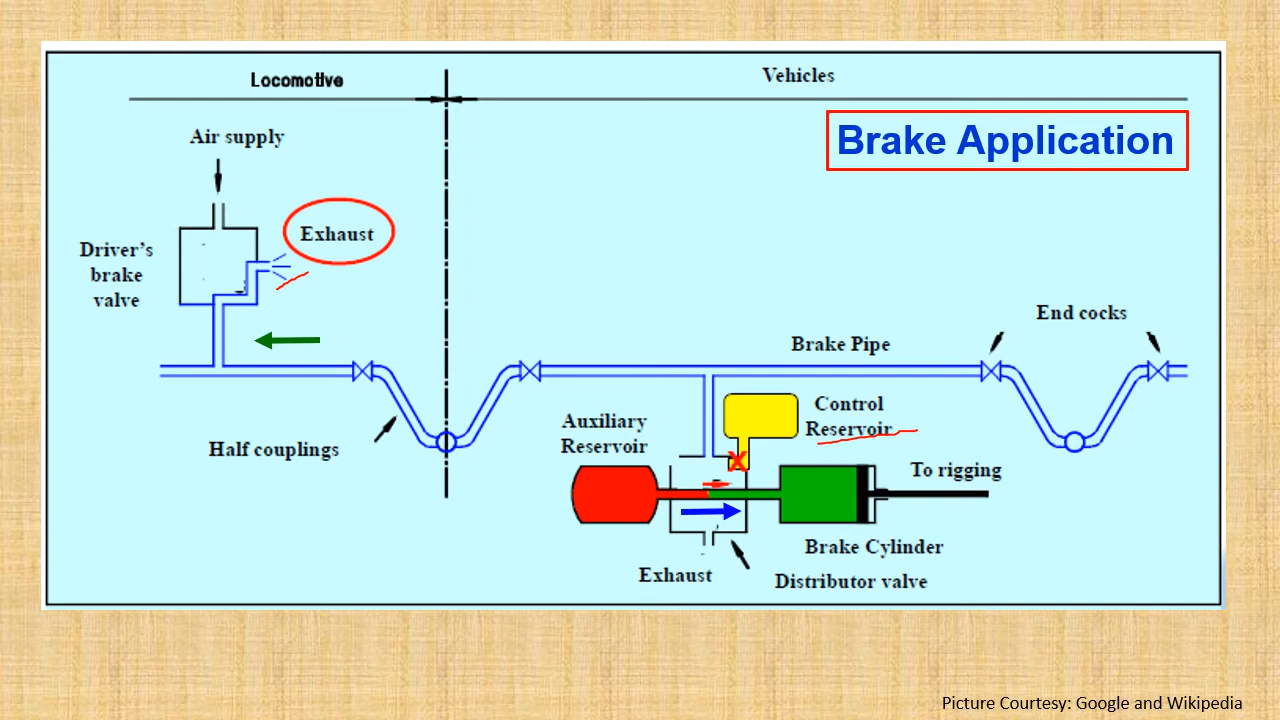 Locomotive
Vehicles
Brake Application
Air supply
Exhaust
Driver's
brake
valve
End cocks
Brake Pipe
Half couplings
Auxiliary
Reservoir
Control
Reservoir
X
To rigging
Brake Cylinder
Exhaust
Distributor valve
Picture Courtesy: Google and Wikipedia